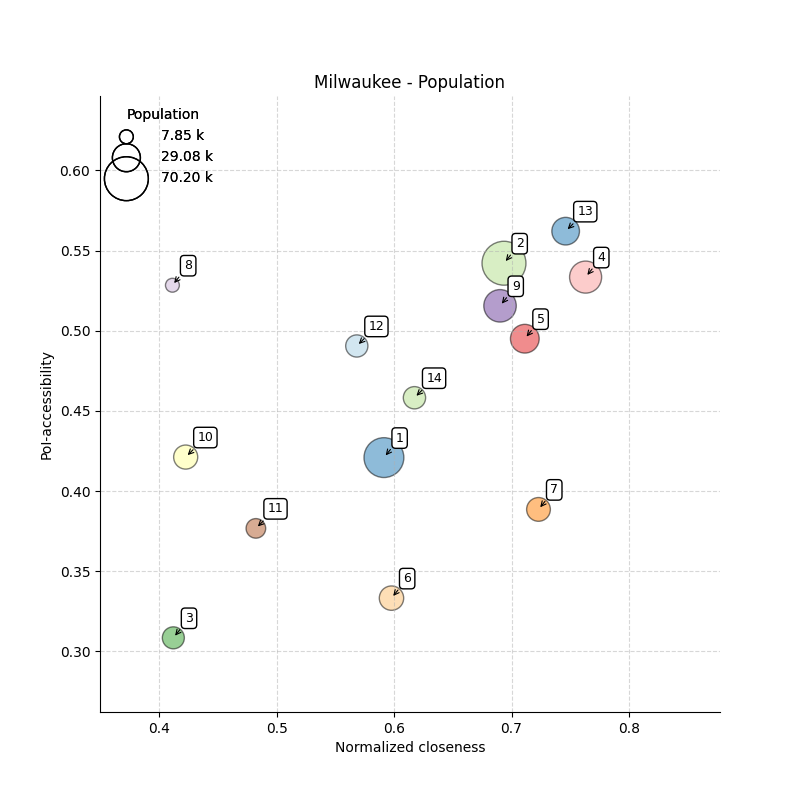 Milwaukee - Population
Population
7.85 k
29.08 k
70.20 k
0.60
0.55
0.50
0.45
0.40
0.35
0.30
PoI-accessibility
13
2
4
8
9
5
12
14
10
1
7
11
6
3
0.4 0.5 0.6 0.7 0.8
Normalized closeness